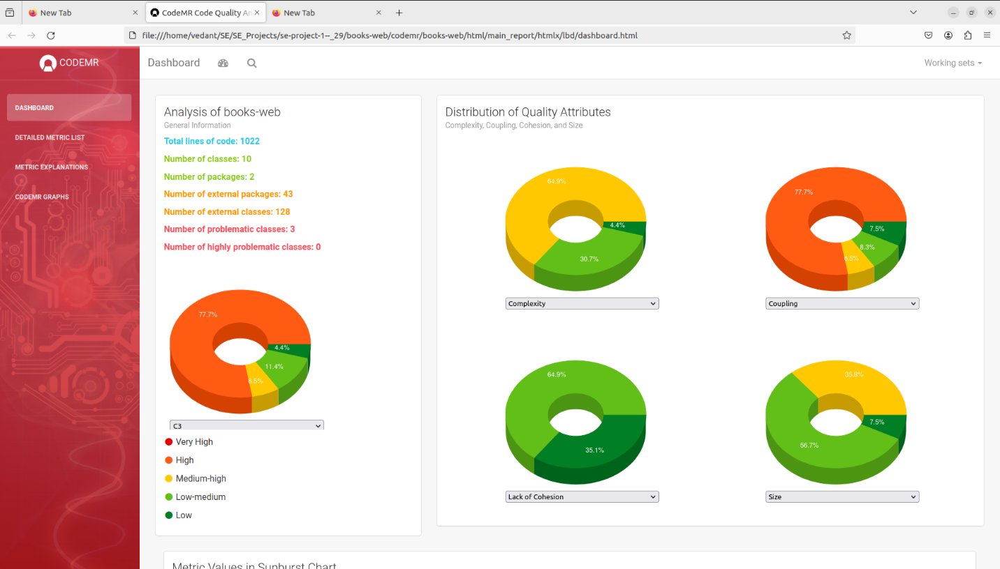 New Tab
CodeMR Code Quality An
New Tab
file:///home/vedant/SE/SE_Projects/se-project-1--_29/books-web/codemr/books-web/html/main_report/htmlx/lbd/dashboard.html
CODEMR
Dashboard
Working sets
DASHBOARD
DETAILED METRIC LIST
METRIC EXPLANATIONS
CODEMR GRAPHS
Analysis of books-web
General Information
Total lines of code: 1022
Number of classes: 10
Number of packages: 2
Number of external packages: 43
Number of external classes: 128
Number of problematic classes: 3
Number of highly problematic classes: 0
77.7%
4.4%
11.4%
6.5%
C3
Very High
High
Medium-high
Low-medium
Low
Distribution of Quality Attributes
Complexity, Coupling, Cohesion, and Size
64.9%
4.4%
30.7%
Complexity
77.7%
7.5%
8.3%
6.5%
Coupling
64.9%
35.1%
Lack of Cohesion
35.8%
7.5%
56.7%
Size
Metric Values in Sunburst Chart